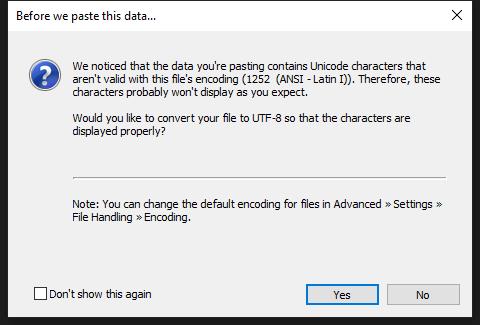 Before we paste this data...
We noticed that the data you're pasting contains Unicode characters that
aren't valid with this file's encoding (1252  (ANSI - Latin I)). Therefore, these
characters probably won't display as you expect.
Would you like to convert your file to UTF-8 so that the characters are
displayed properly?
Note: You can change the default encoding for files in Advanced » Settings »
File Handling » Encoding.
Don't show this again
Yes
No